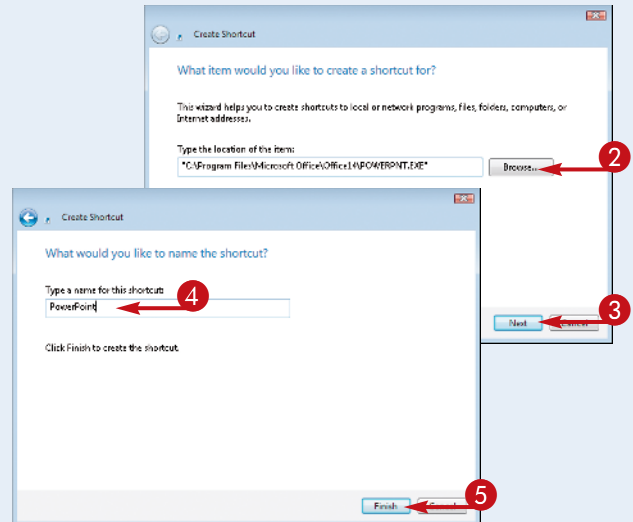 Create Shortcut
What item would you like to create a shortcut for?
This wizard helps you to create shortcuts to local or network programs, files, folders, computers, or
Internet addresses.
Type the location of the item:
"C:\Program Files\Microsoft Office\Office14\POWERPNT.EXE"
Browse...
2
Next
Cancel
3
Create Shortcut
What would you like to name the shortcut?
Type a name for this shortcut:
PowerPoint
4
Click Finish to create the shortcut.
Finish
Cancel
5